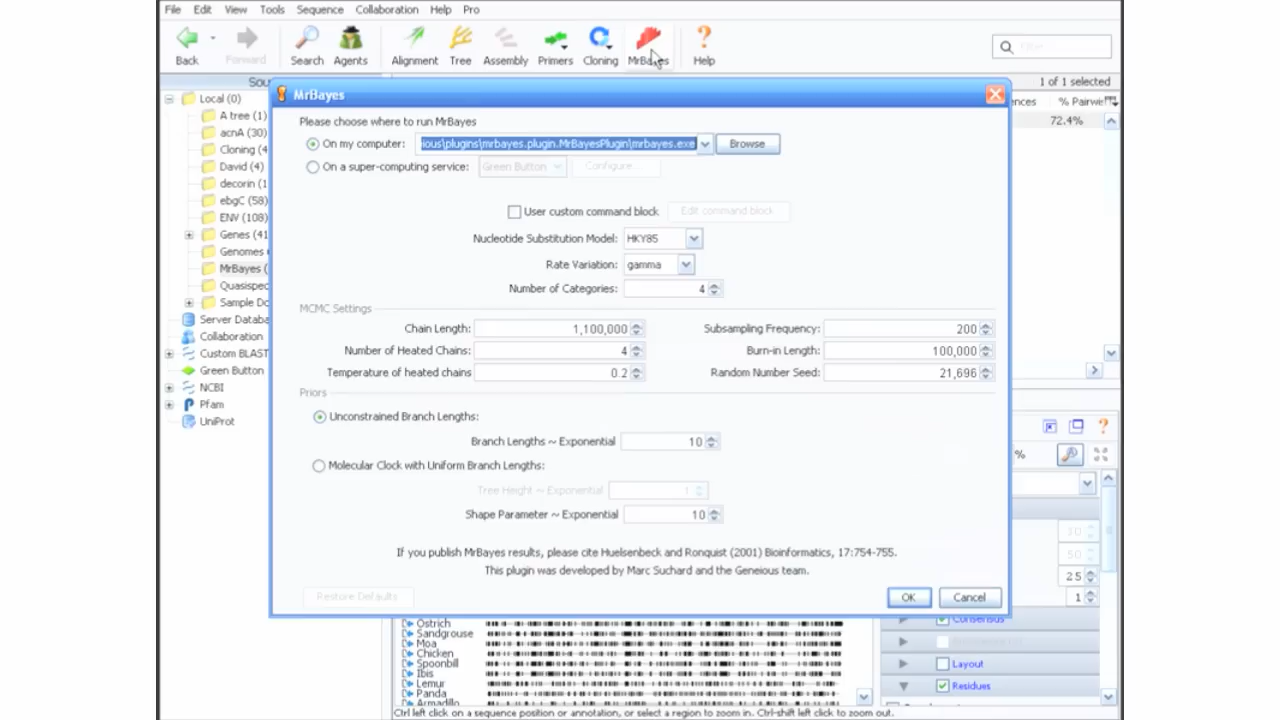 File Edit View Tools Sequence Collaboration Help Pro
Back Forward Search Agents Alignment Tree Assembly Primers Cloning MrBayes Help
Filter
Sou
1 of 1 selected
MrBayes
Local (0)
ences % Pairwi
A tree (1)
72.4%
Please choose where to run MrBayes
acnA (30)
On my computer: ious\plugins\mrbayes.plugin.MrBayesPlugin\mrbayes.exe Browse
Cloning (4
On a super-computing service: Green Button Configure...
David (4)
decorin (1
ebgC (58)
User custom command block Edit command block
ENV (108)
Genes (41
Nucleotide Substitution Model: HKY85
Genomes
Rate Variation: gamma
MrBayes (
Quasispec
Number of Categories: 4
Sample Do
MCMC Settings
Server Databa
Chain Length: 1,100,000 Subsampling Frequency: 200
Collaboration
Number of Heated Chains: 4 Burn-in Length: 100,000
Custom BLAST
Temperature of heated chains 0.2 Random Number Seed: 21,696
Green Button
NCBI
Priors
Pfam
Unconstrained Branch Lengths:
UniProt
Branch Lengths ~ Exponential 10
%
Molecular Clock with Uniform Branch Lengths:
Tree Height ~ Exponential 1
Shape Parameter ~ Exponential 10
30
50
2.5
1
If you publish MrBayes results, please cite Huelsenbeck and Ronquist (2001) Bioinformatics, 17:754-755.
This plugin was developed by Marc Suchard and the Geneious team.
Restore Defaults OK Cancel
Ostrich
Sandgrouse
Moa
Chicken
Spoonbill
Ibis
Lemur
Panda
Armadillo
Consensus
Layout
Residues
Ctrl left click on a sequence position or annotation, or select a region to zoom in. Ctrl-shift left click to zoom out.